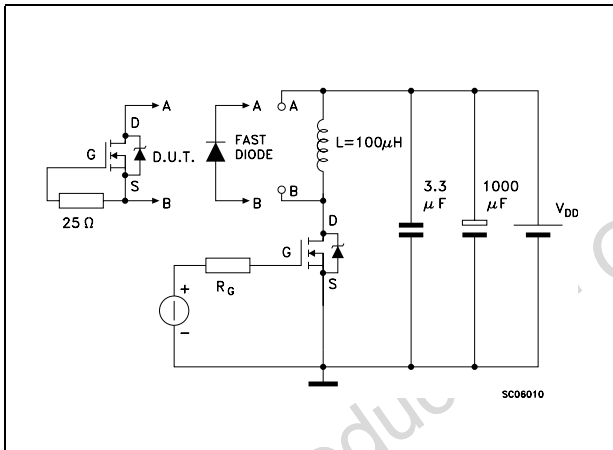 A
A
A
D
G
D.U.T.
S
FAST
DIODE
L=100μH
B
B
B
25 Ω
3.3
μF
1000
μF
VDD
D
G
S
RG
+
−
SC06010